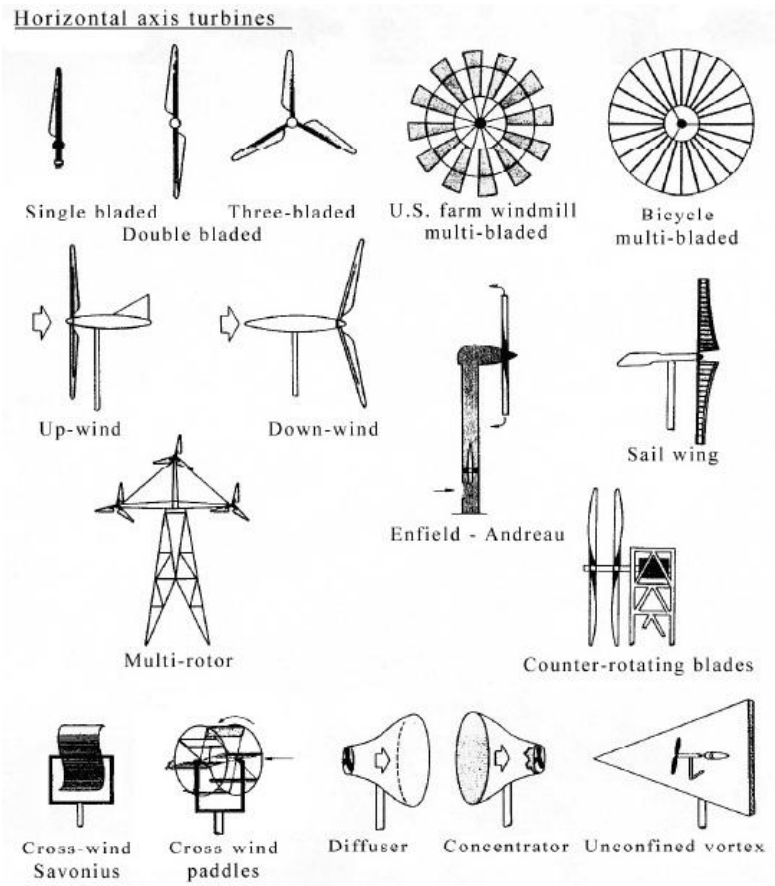 Horizontal axis turbines
Single bladed
Double bladed
Three-bladed
U.S. farm windmill
multi-bladed
Bicycle
multi-bladed
Up-wind
Down-wind
Enfield - Andreau
Sail wing
Multi-rotor
Counter-rotating blades
Cross-wind
Savonius
Cross wind
paddles
Diffuser
Concentrator
Unconfined vortex